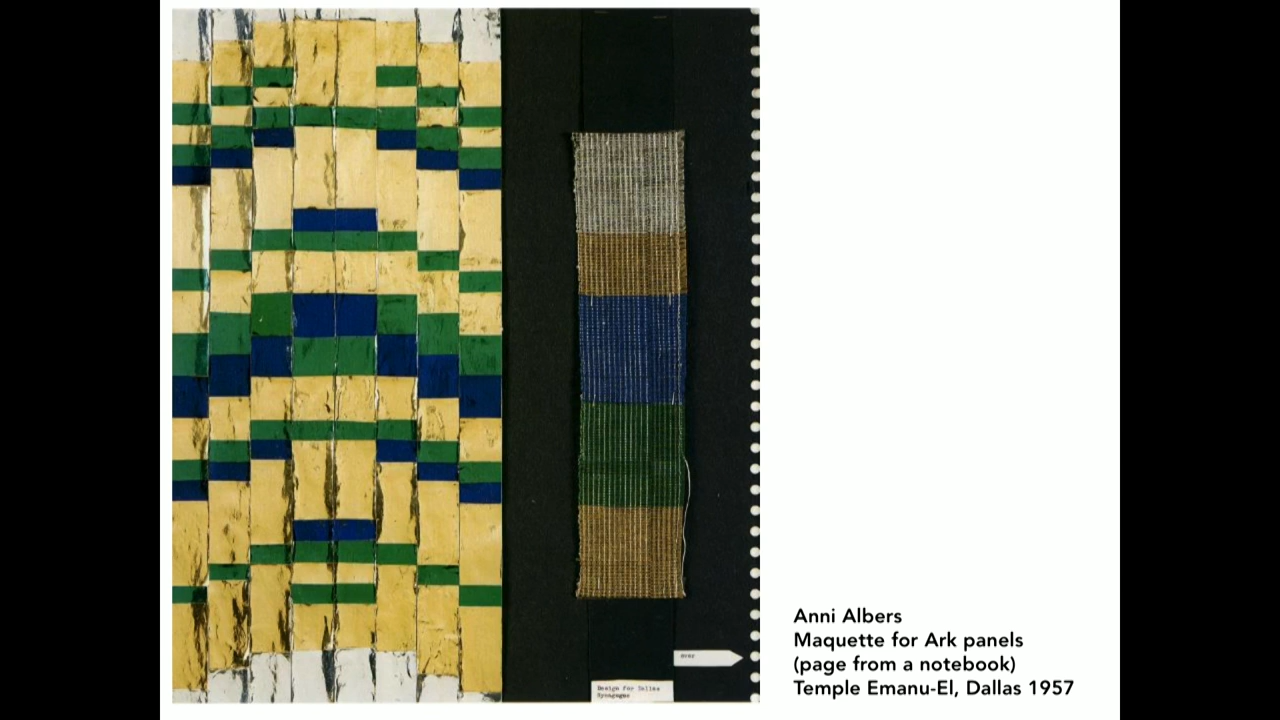 over
Design for Dallas
Synagogue
Anni Albers
Maquette for Ark panels
(page from a notebook)
Temple Emanu-El, Dallas 1957